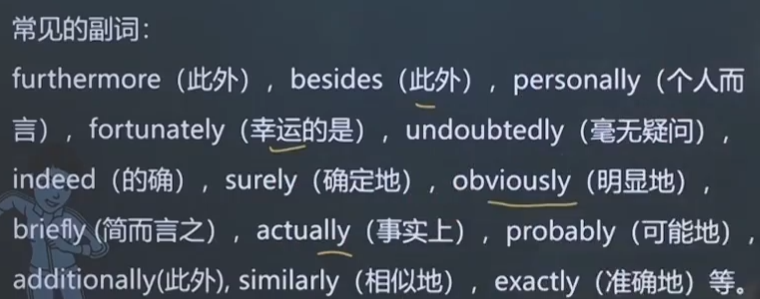 常见的副词：
furthermore（此外），besides（此外），personally（个人而
言），fortunately（幸运的是），undoubtedly（毫无疑问），
indeed（的确），surely（确定地），obviously（明显地），
briefly (简而言之），actually（事实上），probably（可能地），
additionally(此外), similarly（相似地），exactly（准确地）等。